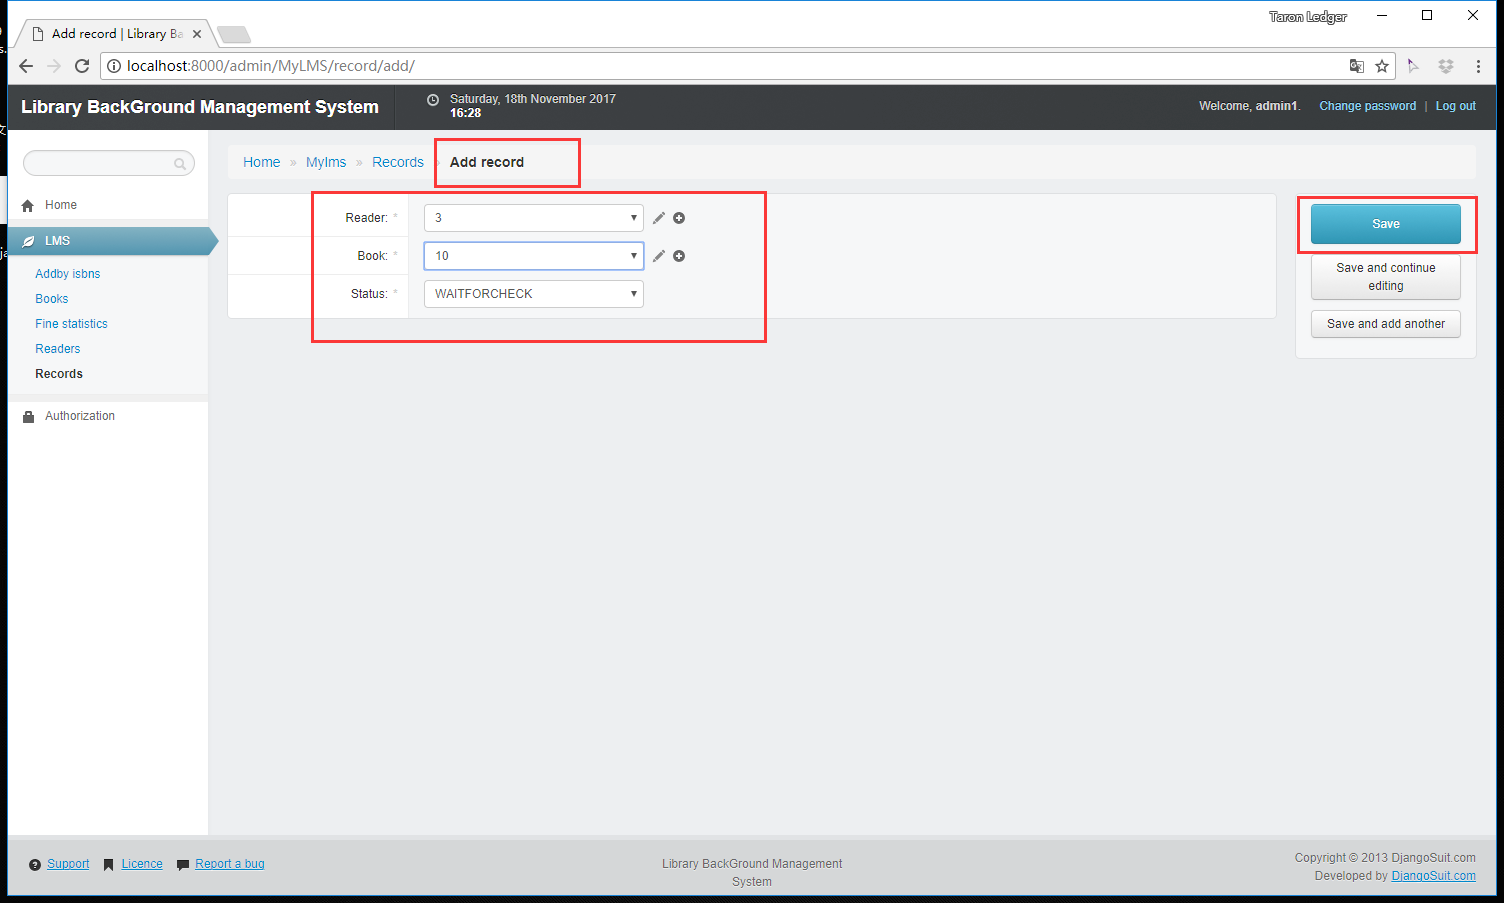 Taron Ledger
Add record | Library Ba
localhost:8000/admin/MyLMS/record/add/
Library BackGround Management System
Saturday, 18th November 2017
16:28
Welcome, admin1. Change password | Log out
Home » Mylms » Records Add record
Home
LMS
Addby isbns
Books
Fine statistics
Readers
Records
Authorization
Reader: * 3
Book: * 10
Status: * WAITFORCHECK
Save
Save and continue
editing
Save and add another
Support Licence Report a bug
Library BackGround Management
System
Copyright © 2013 DjangoSuit.com
Developed by DjangoSuit.com